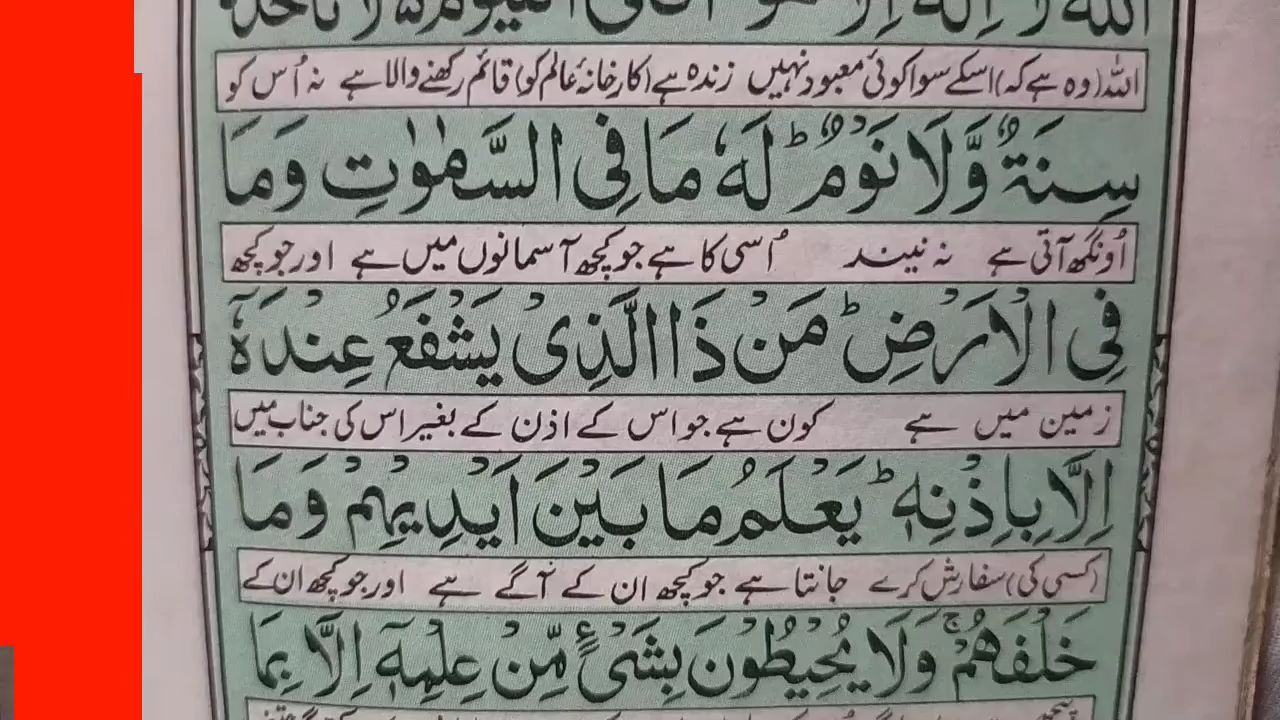 اللہ لَا اِلٰهَ اِلَّا هُوَ الْقَيُّوْمُ لَا تَاْخُذُهٗ
اللہ (وہ ہے کہ) اسکے سوا کوئی معبود نہیں زندہ ہے (کارخانۂ عالم کو) قائم رکھنے والا ہے نہ اُس کو
سِنَةٌ وَّلَا نَوْمٌ ؕ لَهٗ مَا فِی السَّمٰوٰتِ وَمَا
اُونگھ آتی ہے نہ نیند اُسی کا ہے جو کچھ آسمانوں میں ہے اور جو کچھ
فِی الْاَرْضِ ؕ مَنْ ذَا الَّذِیْ یَشْفَعُ عِنْدَهٗۤ
زمین میں ہے کون ہے جو اس کے اذن کے بغیر اس کی جناب میں
اِلَّا بِاِذْنِهٖ ؕ یَعْلَمُ مَا بَیْنَ اَیْدِیْهِمْ وَمَا
(کسی کی) سفارش کرے جانتا ہے جو کچھ ان کے آگے ہے اور جو کچھ ان کے
خَلْفَهُمْ ۚ وَلَا یُحِیْطُوْنَ بِشَیْءٍ مِّنْ عِلْمِهٖۤ اِلَّا بِمَا